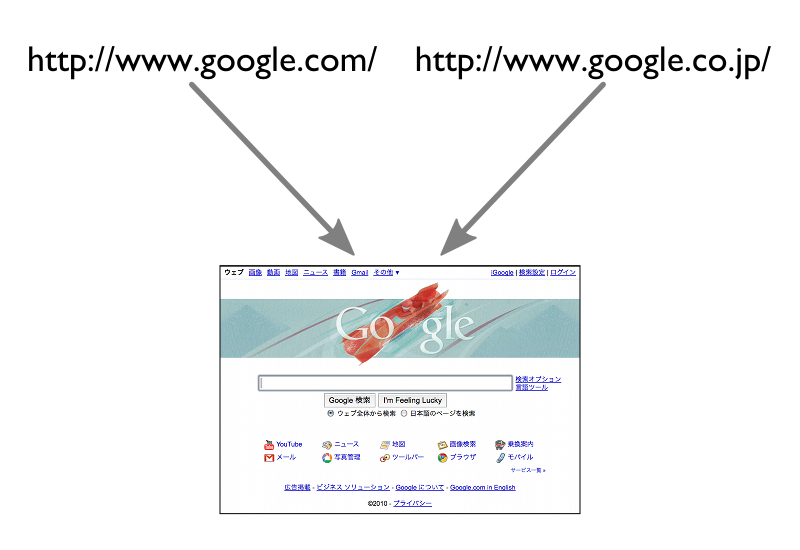 http://www.google.com/ http://www.google.co.jp/
ウェブ 画像 動画 地図 ニュース 書籍 Gmail その他 ▼ iGoogle | 検索設定 | ログイン
Google
検索オプション
言語ツール
Google 検索 I'm Feeling Lucky
ウェブ全体から検索 日本語のページを検索
YouTube ニュース 地図 画像検索 乗換案内
メール 写真管理 ツールバー ブラウザ モバイル
サービス一覧 »
広告掲載 - ビジネス ソリューション - Google について - Google.com in English
©2010 - プライバシー